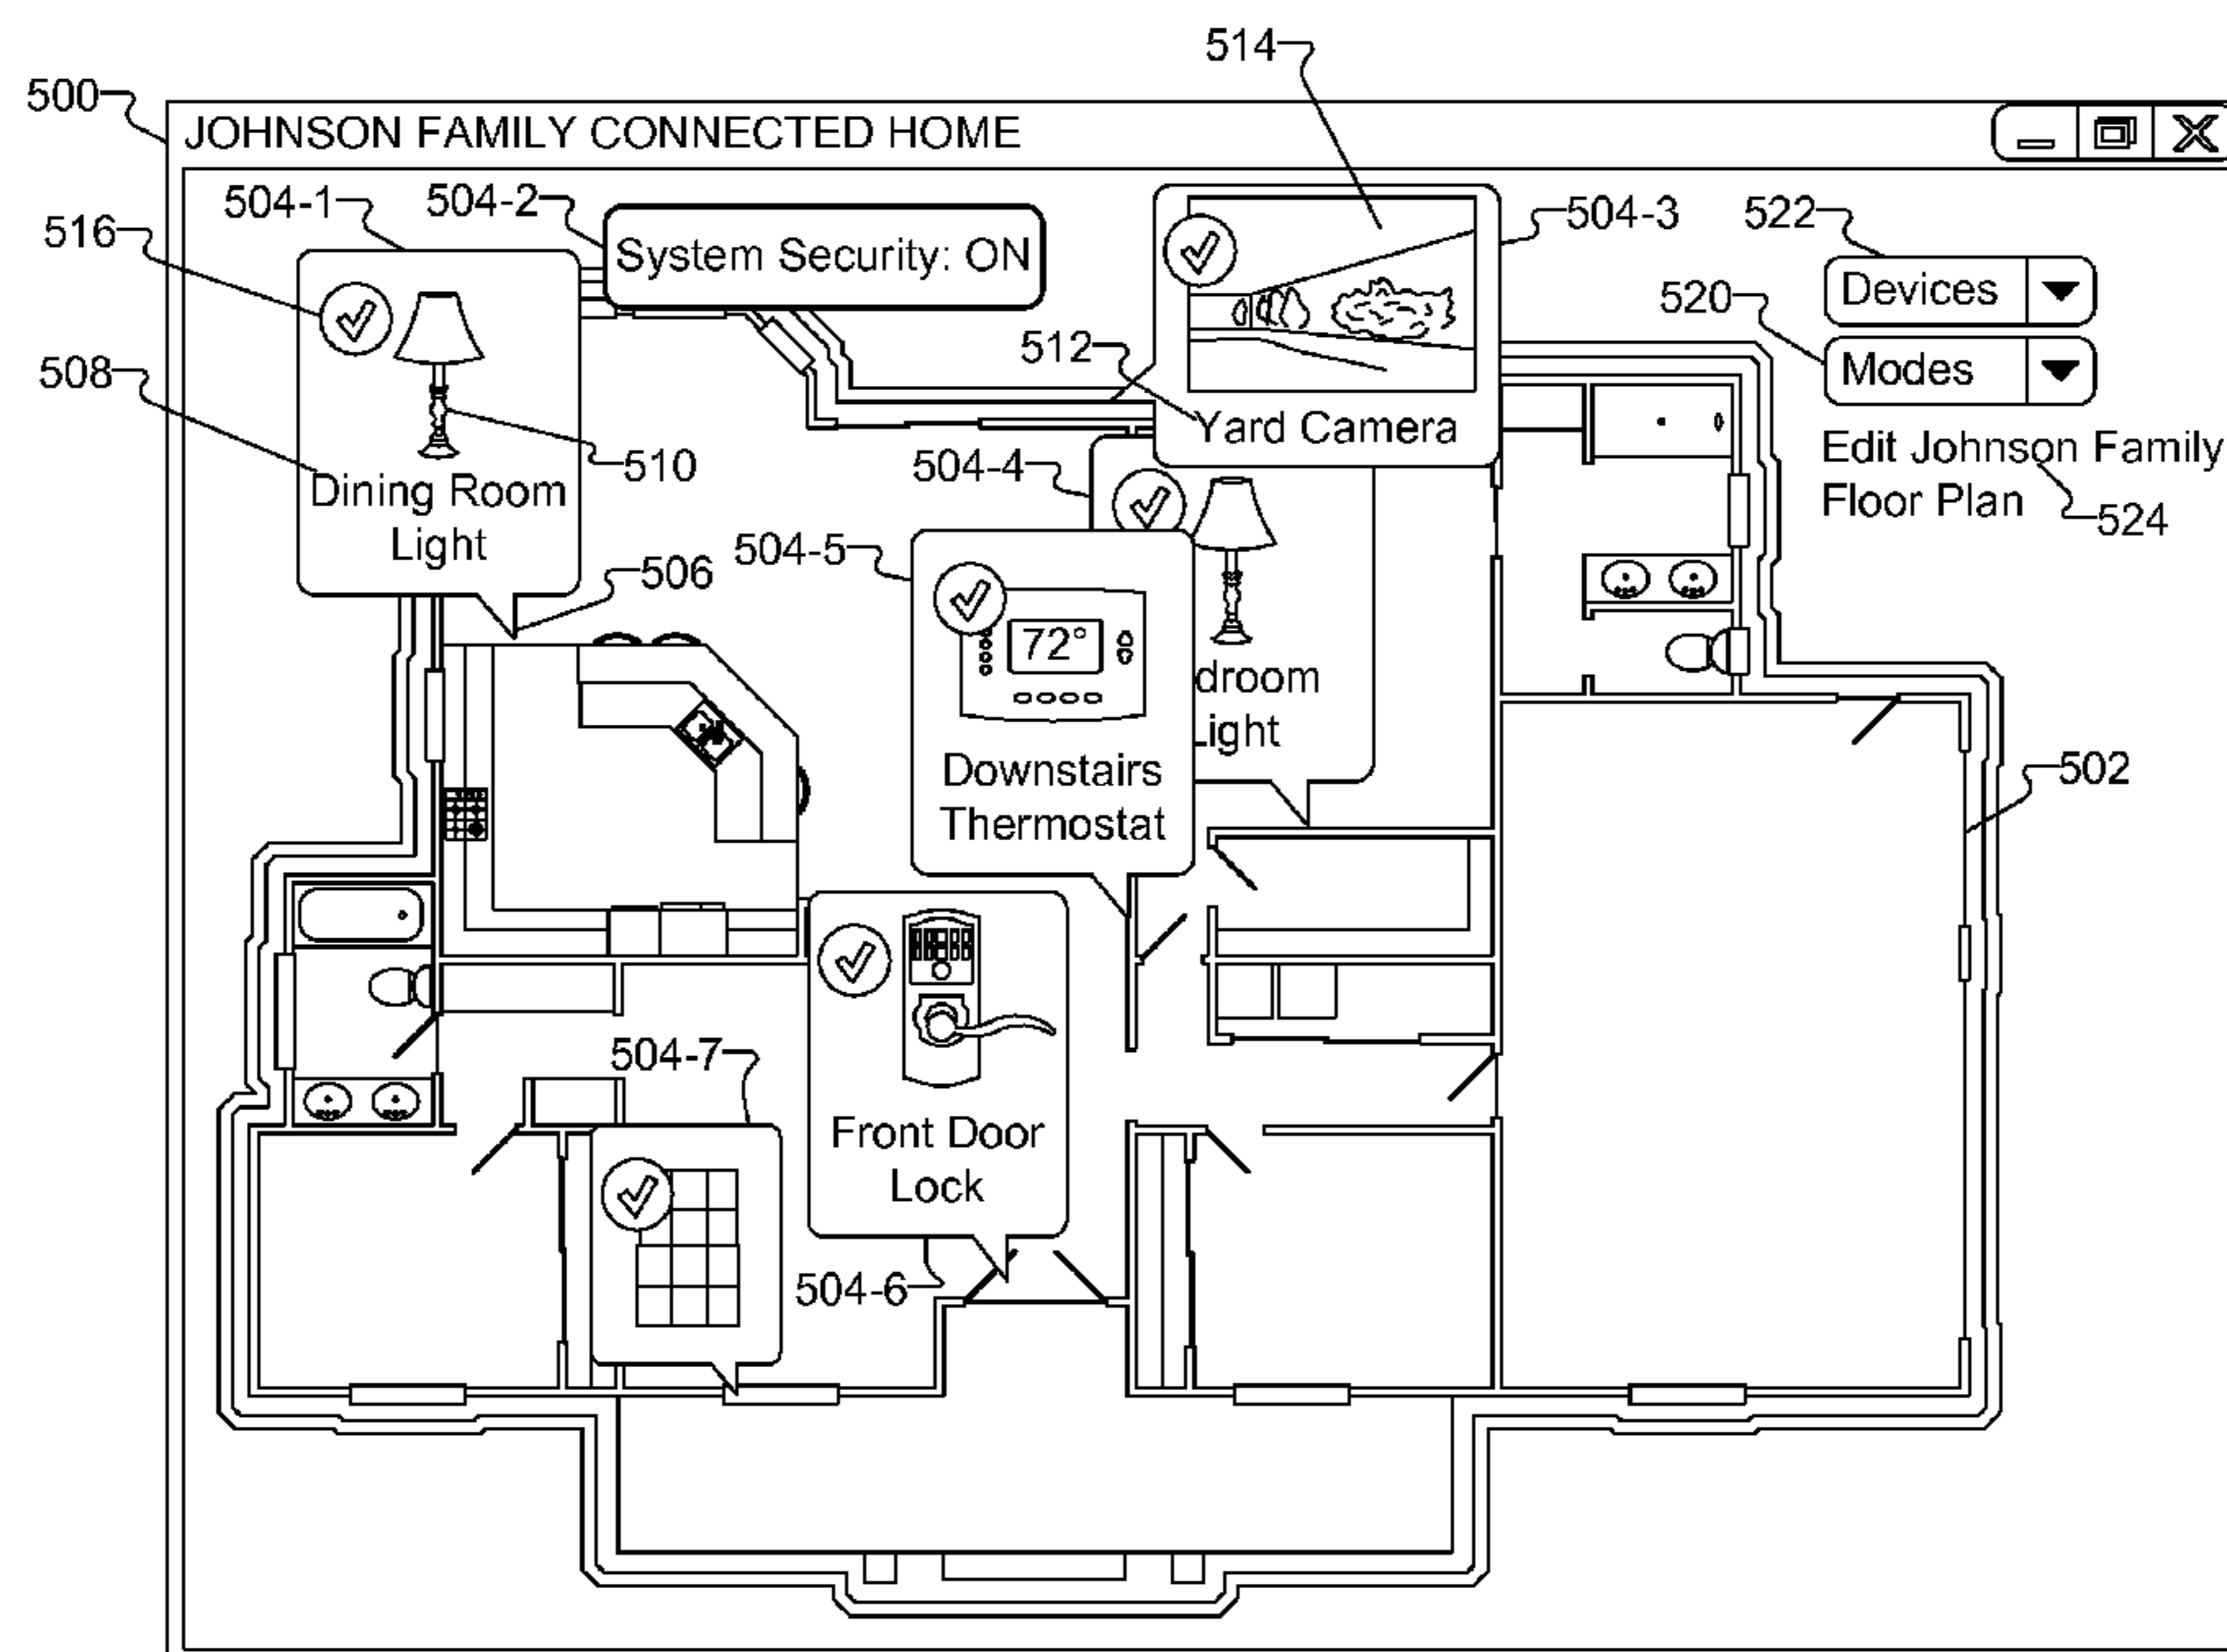 514
500
JOHNSON FAMILY CONNECTED HOME
504-1
504-2
504-3
522
516
System Security: ON
Devices
520
512
508
Modes
Yard Camera
Edit Johnson Family
Floor Plan
510
504-4
Dining Room
Light
524
504-5
506
72°
droom
ight
Downstairs
Thermostat
502
504-7
Front Door
Lock
504-6